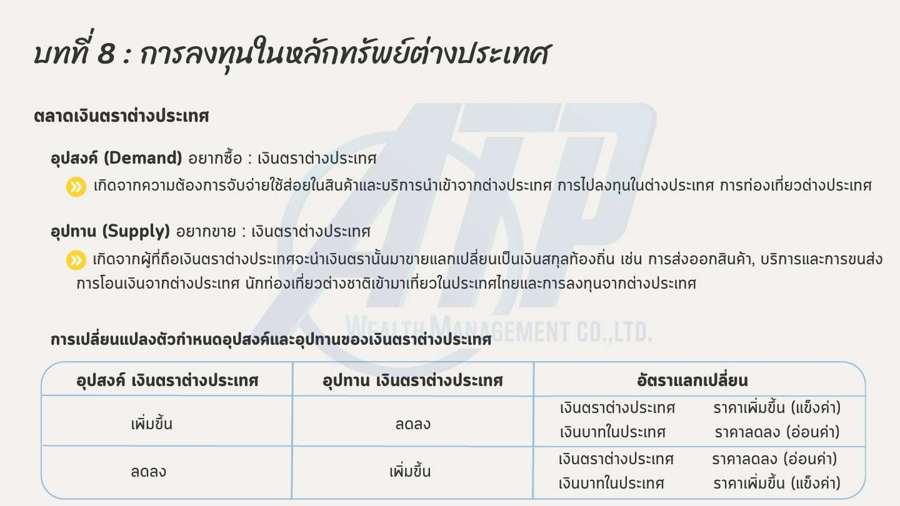 บทที่ 8 : การลงทุนในหลักทรัพย์ต่างประเทศ
ตลาดเงินตราต่างประเทศ
อุปสงค์ (Demand) อยากซื้อ : เงินตราต่างประเทศ
เกิดจากความต้องการจับจ่ายใช้ส่อยในสินค้าและบริการนำเข้าจากต่างประเทศ การไปลงทุนในต่างประเทศ การท่องเที่ยวต่างประเทศ
อุปทาน (Supply) อยากขาย : เงินตราต่างประเทศ
เกิดจากผู้ที่ถือเงินตราต่างประเทศจะนำเงินตรานั้นมาขายแลกเปลี่ยนเป็นเงินสกุลท้องถิ่น เช่น การส่งออกสินค้า, บริการและการขนส่ง
การโอนเงินจากต่างประเทศ นักท่องเที่ยวต่างชาติเข้ามาเที่ยวในประเทศไทยและการลงทุนจากต่างประเทศ
ATP
WEALTH MANAGEMENT CO.,LTD.
การเปลี่ยนแปลงตัวกำหนดอุปสงค์และอุปทานของเงินตราต่างประเทศ
อุปสงค์ เงินตราต่างประเทศ อุปทาน เงินตราต่างประเทศ อัตราแลกเปลี่ยน
เพิ่มขึ้น ลดลง เงินตราต่างประเทศ ราคาเพิ่มขึ้น (แข็งค่า)
เงินบาทในประเทศ ราคาลดลง (อ่อนค่า)
ลดลง เพิ่มขึ้น เงินตราต่างประเทศ ราคาลดลง (อ่อนค่า)
เงินบาทในประเทศ ราคาเพิ่มขึ้น (แข็งค่า)